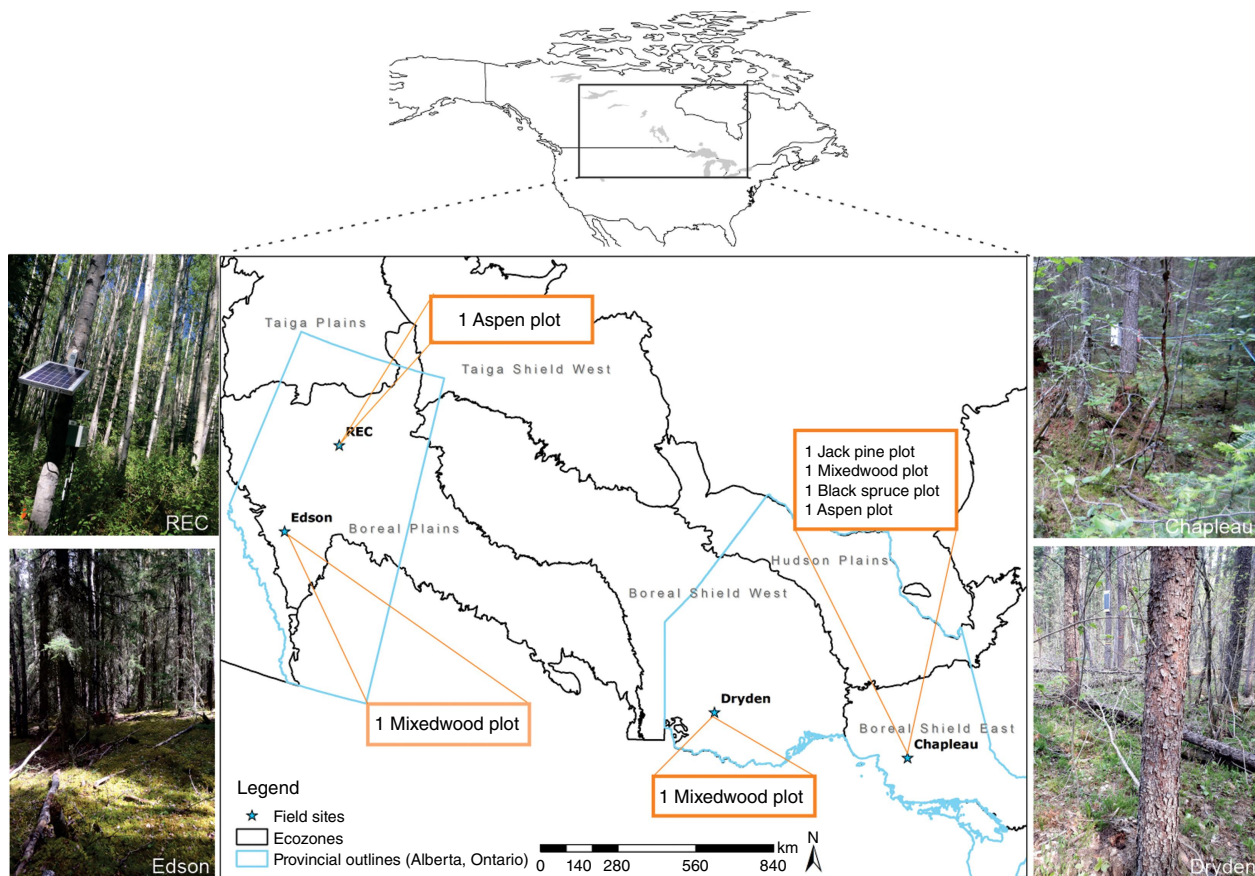 Taiga Plains
1 Aspen plot
Taiga Shield West
REC
REC
1 Jack pine plot
1 Mixedwood plot
1 Black spruce plot
1 Aspen plot
Chapleau
Edson
Boreal Plains
Hudson Plains
Boreal Shield West
Dryden
1 Mixedwood plot
Boreal Shield East
Chapleau
1 Mixedwood plot
Legend
Field sites
Ecozones
Provincial outlines (Alberta, Ontario)
N
km
0 140 280 560 840
Edson
Dryden